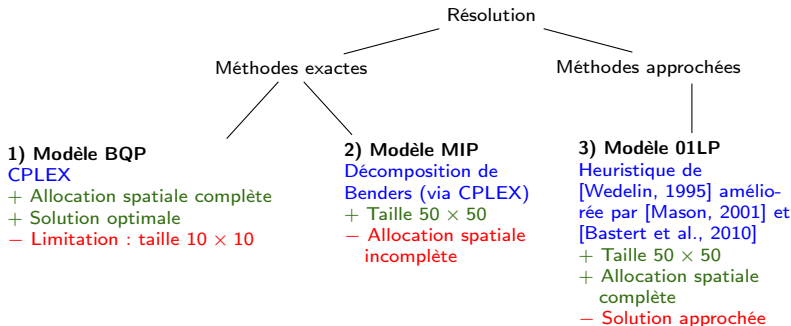 Résolution
Méthodes exactes
Méthodes approchées
1) Modèle BQP
CPLEX
+ Allocation spatiale complète
+ Solution optimale
− Limitation : taille 10 × 10
2) Modèle MIP
Décomposition de
Benders (via CPLEX)
+ Taille 50 × 50
− Allocation spatiale
incomplète
3) Modèle 01LP
Heuristique de
[Wedelin, 1995] amélio-
rée par [Mason, 2001] et
[Bastert et al., 2010]
+ Taille 50 × 50
+ Allocation spatiale
complète
− Solution approchée